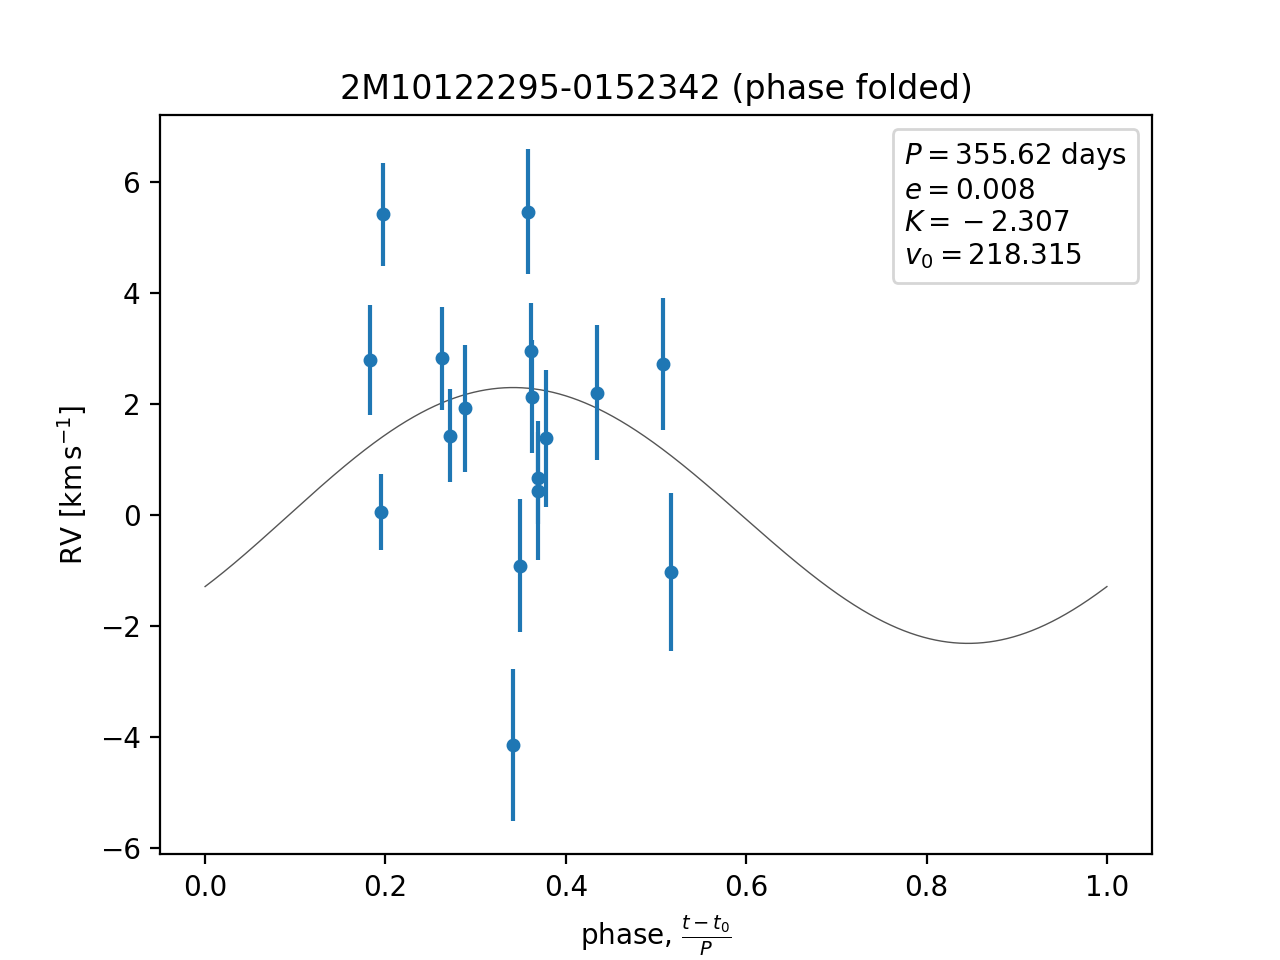 2M10122295-0152342 (phase folded)
P = 355.62 days
e = 0.008
K = −2.307
v₀ = 218.315
RV [km s⁻¹]
6
4
2
0
−2
−4
−6
0.0 0.2 0.4 0.6 0.8 1.0
phase, (t − t₀)/P